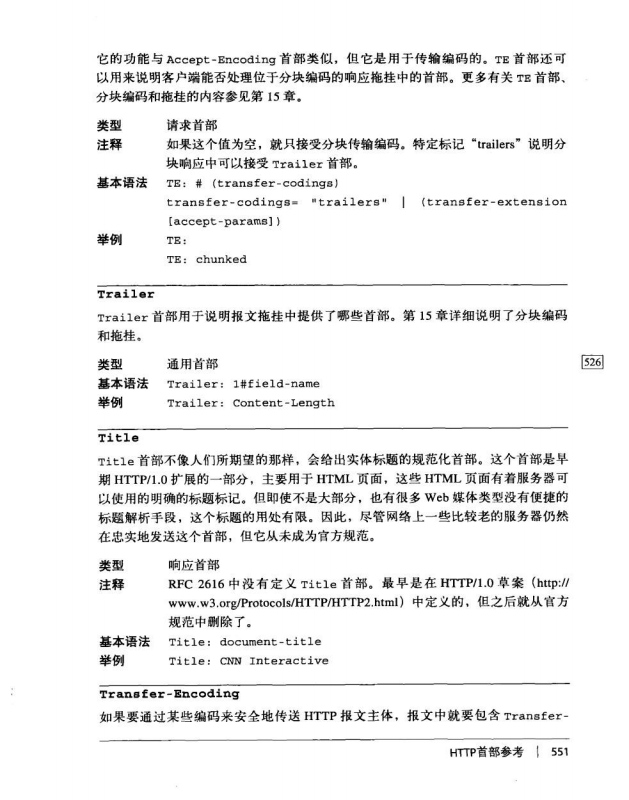 它的功能与 Accept-Encoding 首部类似，但它是用于传输编码的。TE 首部还可
以用来说明客户端能否处理位于分块编码的响应拖挂中的首部。更多有关 TE 首部、
分块编码和拖挂的内容参见第 15 章。
类型 请求首部
注释 如果这个值为空，就只接受分块传输编码。特定标记“trailers”说明分
块响应中可以接受 Trailer 首部。
基本语法 TE: # (transfer-codings)
transfer-codings= "trailers" | (transfer-extension
[accept-params])
举例 TE:
TE: chunked
Trailer
Trailer 首部用于说明报文拖挂中提供了哪些首部。第 15 章详细说明了分块编码
和拖挂。
类型 通用首部
526
基本语法 Trailer: 1#field-name
举例 Trailer: Content-Length
Title
Title 首部不像人们所期望的那样，会给出实体标题的规范化首部。这个首部是早
期 HTTP/1.0 扩展的一部分，主要用于 HTML 页面，这些 HTML 页面有着服务器可
以使用的明确的标题标记。但即使不是大部分，也有很多 Web 媒体类型没有便捷的
标题解析手段，这个标题的用处有限。因此，尽管网络上一些比较老的服务器仍然
在忠实地发送这个首部，但它从未成为官方规范。
类型 响应首部
注释 RFC 2616 中没有定义 Title 首部。最早是在 HTTP/1.0 草案（http://
www.w3.org/Protocols/HTTP/HTTP2.html）中定义的，但之后就从官方
规范中删除了。
基本语法 Title: document-title
举例 Title: CNN Interactive
Transfer-Encoding
如果要通过某些编码来安全地传送 HTTP 报文主体，报文中就要包含 Transfer-
HTTP首部参考 | 551